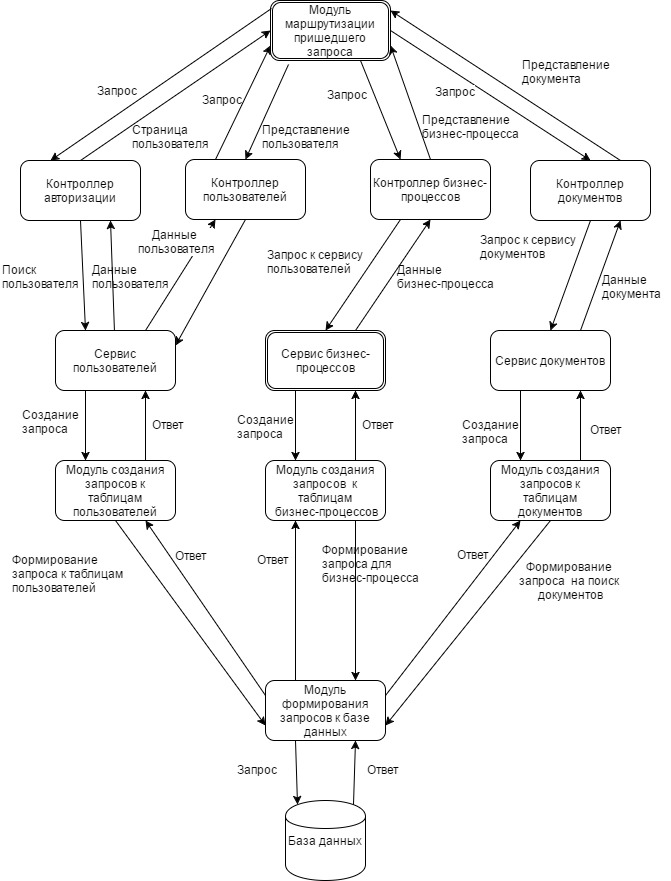 Модуль
маршрутизации
пришедшего
запроса
Представление
документа
Запрос
Запрос
Запрос
Запрос
Страница
пользователя
Представление
пользователя
Представление
бизнес-процесса
Контроллер
авторизации
Контроллер
пользователей
Контроллер бизнес-
процессов
Контроллер
документов
Поиск
пользователя
Данные
пользователя
Данные
пользователя
Запрос к сервису
пользователей
Данные
бизнес-процесса
Запрос к сервису
документов
Данные
документа
Сервис
пользователей
Сервис бизнес-
процессов
Сервис документов
Создание
запроса
Ответ
Создание
запроса
Ответ
Создание
запроса
Ответ
Модуль создания
запросов к
таблицам
пользователей
Модуль создания
запросов к
таблицам
бизнес-процессов
Модуль создания
запросов к
таблицам
документов
Формирование
запроса к таблицам
пользователей
Ответ
Ответ
Формирование
запроса для
бизнес-процесса
Ответ
Формирование
запроса на поиск
документов
Модуль
формирования
запросов к базе
данных
Запрос
Ответ
База данных